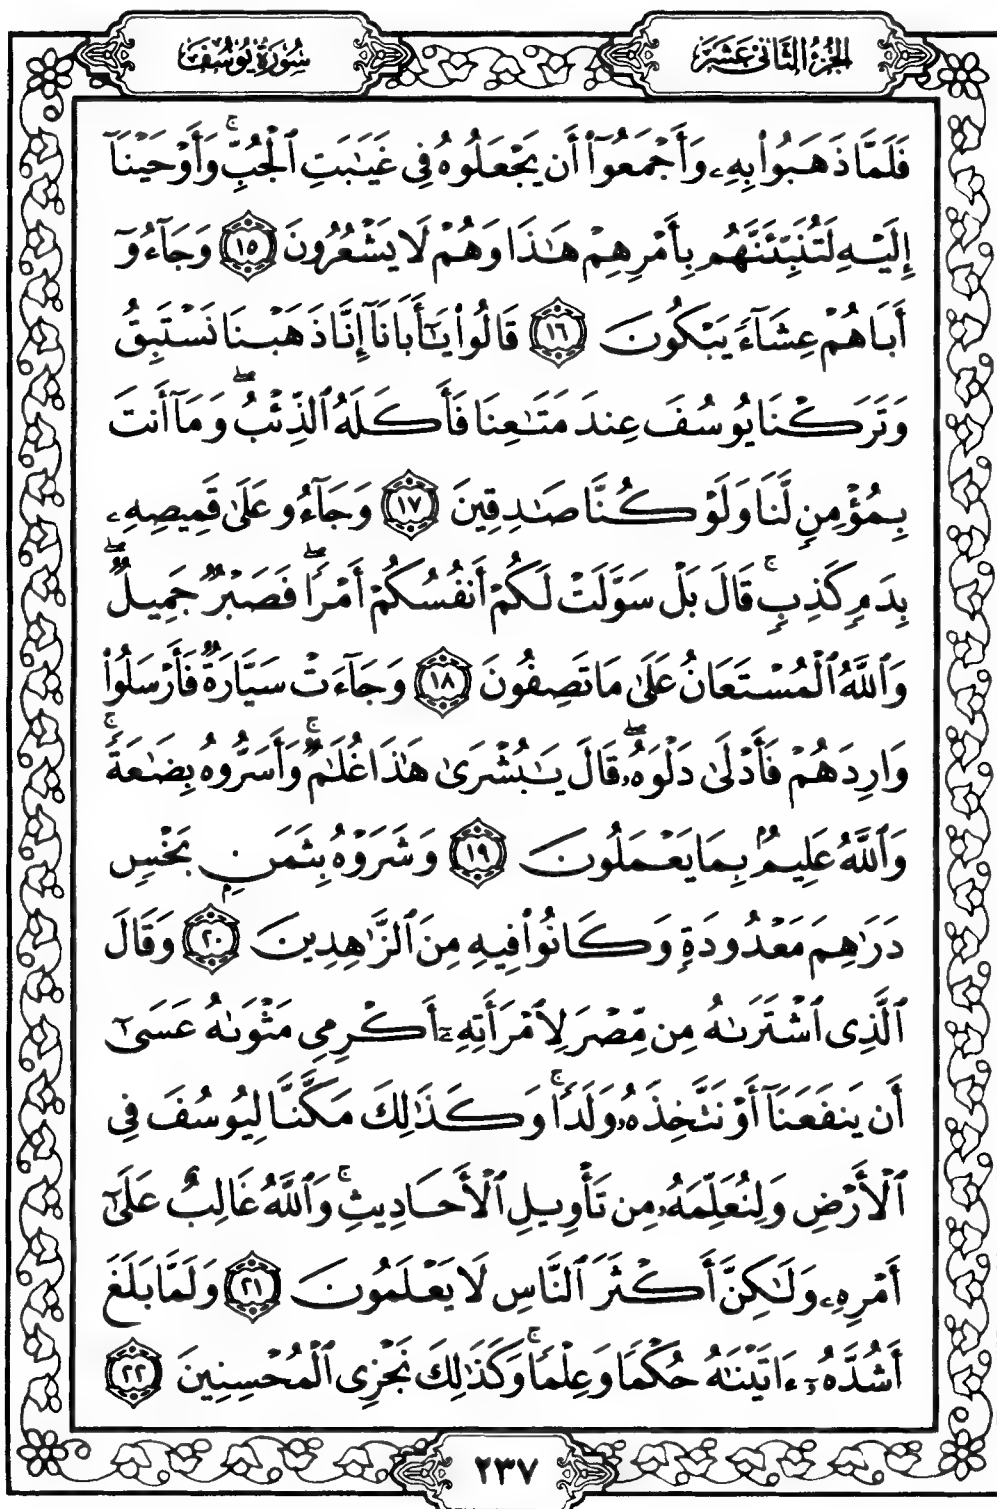 الجزء الثانى عشر
سورة يوسف
فَلَمَّا ذَهَبُوا۟ بِهِۦ وَأَجْمَعُوٓا۟ أَن يَجْعَلُوهُ فِى غَيَـٰبَتِ ٱلْجُبِّ ۚ وَأَوْحَيْنَآ
إِلَيْهِ لَتُنَبِّئَنَّهُم بِأَمْرِهِمْ هَـٰذَا وَهُمْ لَا يَشْعُرُونَ ١٥ وَجَآءُوٓ
أَبَاهُمْ عِشَآءً يَبْكُونَ ١٦ قَالُوا۟ يَـٰٓأَبَانَآ إِنَّا ذَهَبْنَا نَسْتَبِقُ
وَتَرَكْنَا يُوسُفَ عِندَ مَتَـٰعِنَا فَأَكَلَهُ ٱلذِّئْبُ ۖ وَمَآ أَنتَ
بِمُؤْمِنٍ لَّنَا وَلَوْ كُنَّا صَـٰدِقِينَ ١٧ وَجَآءُو عَلَىٰ قَمِيصِهِۦ
بِدَمٍ كَذِبٍ ۚ قَالَ بَلْ سَوَّلَتْ لَكُمْ أَنفُسُكُمْ أَمْرًا ۖ فَصَبْرٌ جَمِيلٌ ۖ
وَٱللَّهُ ٱلْمُسْتَعَانُ عَلَىٰ مَا تَصِفُونَ ١٨ وَجَآءَتْ سَيَّارَةٌ فَأَرْسَلُوا۟
وَارِدَهُمْ فَأَدْلَىٰ دَلْوَهُۥ ۖ قَالَ يَـٰبُشْرَىٰ هَـٰذَا غُلَـٰمٌ ۚ وَأَسَرُّوهُ بِضَـٰعَةً ۚ
وَٱللَّهُ عَلِيمٌۢ بِمَا يَعْمَلُونَ ١٩ وَشَرَوْهُ بِثَمَنٍۭ بَخْسٍ
دَرَٰهِمَ مَعْدُودَةٍ وَكَانُوا۟ فِيهِ مِنَ ٱلزَّٰهِدِينَ ٢٠ وَقَالَ
ٱلَّذِى ٱشْتَرَىٰهُ مِن مِّصْرَ لِٱمْرَأَتِهِۦٓ أَكْرِمِى مَثْوَىٰهُ عَسَىٰٓ
أَن يَنفَعَنَآ أَوْ نَتَّخِذَهُۥ وَلَدًا ۚ وَكَذَٰلِكَ مَكَّنَّا لِيُوسُفَ فِى
ٱلْأَرْضِ وَلِنُعَلِّمَهُۥ مِن تَأْوِيلِ ٱلْأَحَادِيثِ ۚ وَٱللَّهُ غَالِبٌ عَلَىٰٓ
أَمْرِهِۦ وَلَـٰكِنَّ أَكْثَرَ ٱلنَّاسِ لَا يَعْلَمُونَ ٢١ وَلَمَّا بَلَغَ
أَشُدَّهُۥٓ ءَاتَيْنَـٰهُ حُكْمًا وَعِلْمًا ۚ وَكَذَٰلِكَ نَجْزِى ٱلْمُحْسِنِينَ ٢٢
٢٣٧